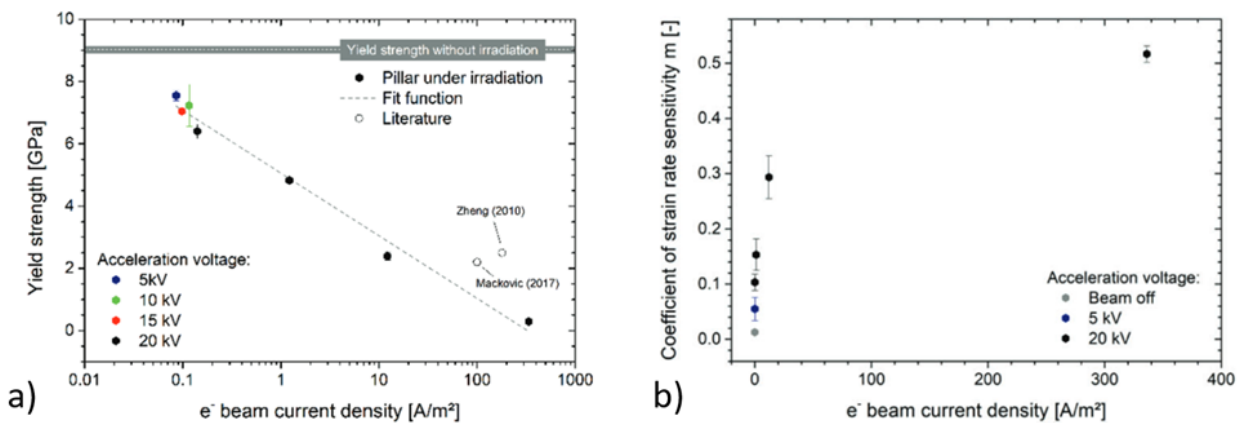 Yield strength without irradiation
Pillar under irradiation
Fit function
Literature
Zheng (2010)
Mackovic (2017)
Acceleration voltage:
5kV
10 kV
15 kV
20 kV
10
9
8
6
4
2
0
0.01
0.1
1
10
100
1000
Yield strength [GPa]
e⁻ beam current density [A/m²]
a)
b)
Coefficient of strain rate sensitivity m [-]
0.5
0.4
0.3
0.2
0.1
0.0
Acceleration voltage:
Beam off
5 kV
20 kV
0
100
200
300
400
e⁻ beam current density [A/m²]